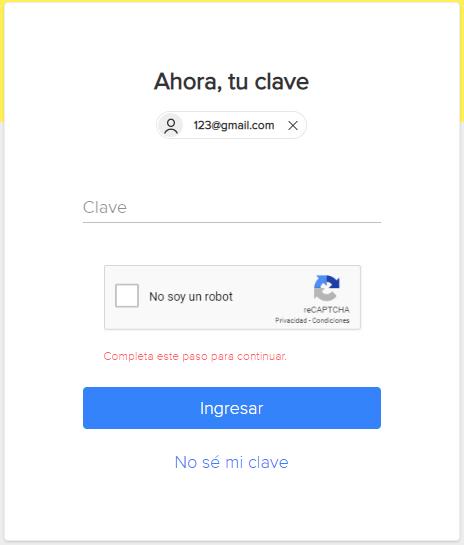 Ahora, tu clave
123@gmail.com
Clave
No soy un robot
reCAPTCHA
Privacidad - Condiciones
Completa este paso para continuar.
Ingresar
No sé mi clave